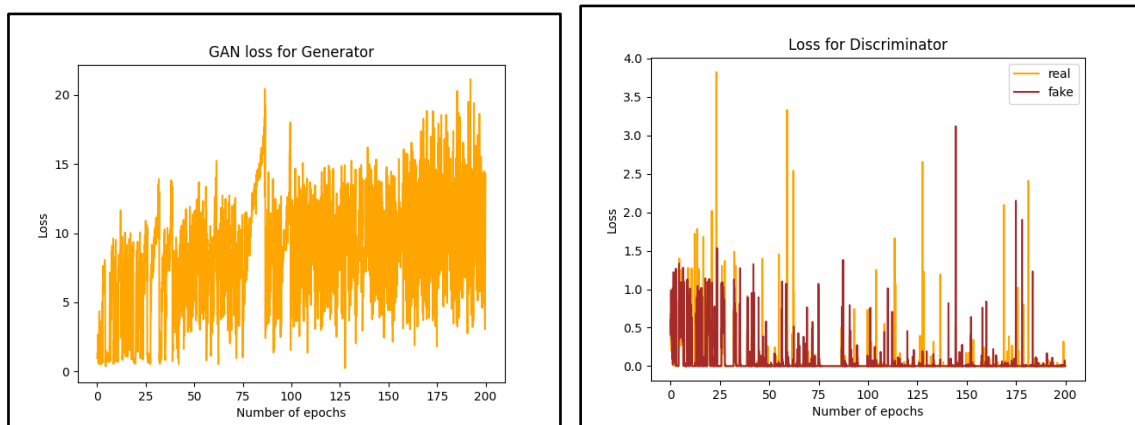 GAN loss for Generator
20
15
10
5
0
Loss
0 25 50 75 100 125 150 175 200
Number of epochs
Loss for Discriminator
4.0
3.5
3.0
2.5
2.0
1.5
1.0
0.5
0.0
Loss
real
fake
0 25 50 75 100 125 150 175 200
Number of epochs